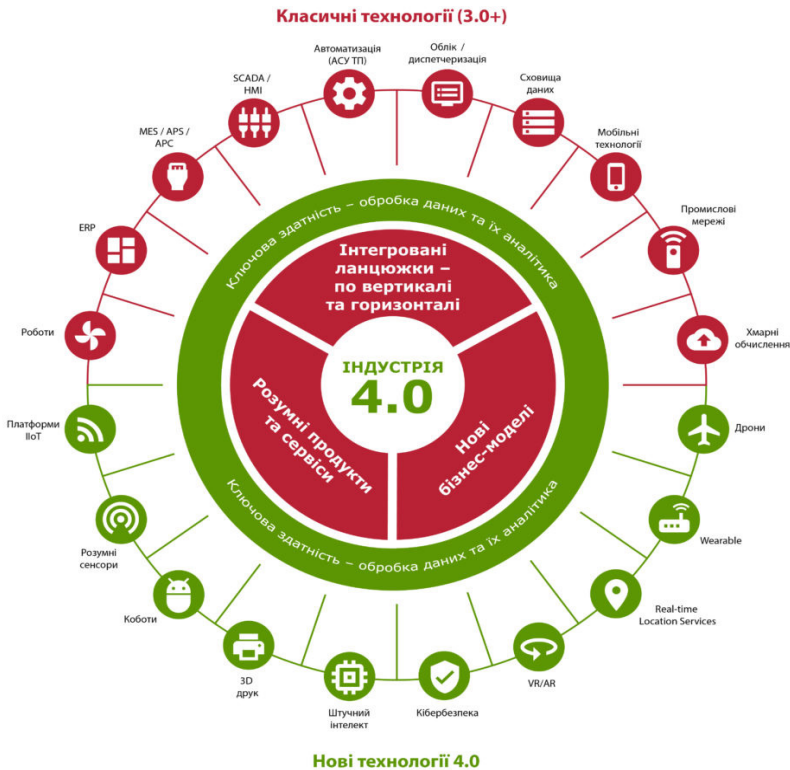 Класичні технології (3.0+)
Автоматизація
(АСУ ТП)
Облік /
диспетчеризація
SCADA /
HMI
Сховища
даних
MES / APS /
APC
Мобільні
технології
ERP
Промислові
мережі
Роботи
Хмарні
обчислення
Ключова здатність – обробка даних та їх аналітика
Інтегровані
ланцюжки –
по вертикалі
та горизонталі
ІНДУСТРІЯ
4.0
Розумні продукти
та сервіси
Нові
бізнес-моделі
Ключова здатність – обробка даних та їх аналітика
Платформи
IIoT
Дрони
Розумні
сенсори
Wearable
Коботи
Real-time
Location Services
3D
друк
VR/AR
Штучний
інтелект
Кібербезпека
Нові технології 4.0